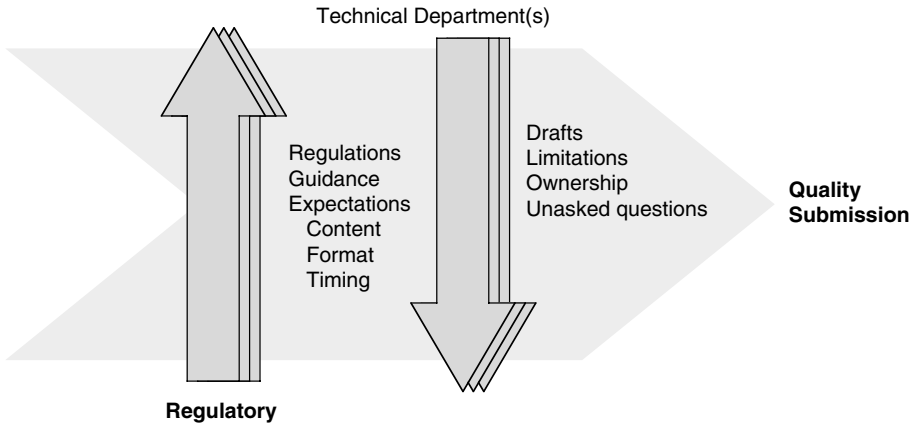 Technical Department(s)
Regulations
Guidance
Expectations
Content
Format
Timing
Drafts
Limitations
Ownership
Unasked questions
Quality
Submission
Regulatory